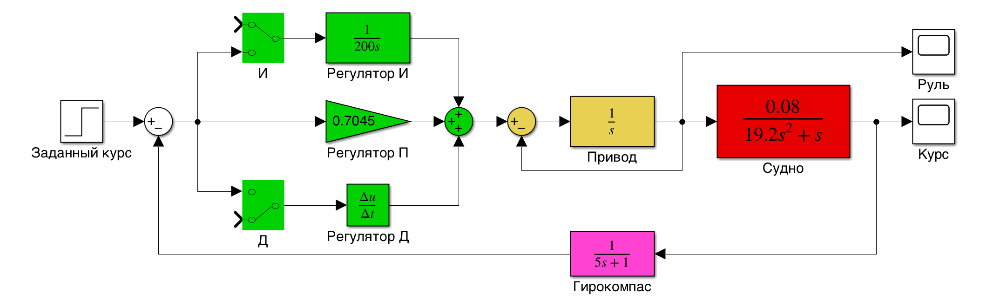 1
200s
И
Регулятор И
Руль
0.7045
+
−
+
+
+
+
−
1
s
0.08
19.2s² + s
Заданный курс
Регулятор П
Привод
Судно
Курс
Δu
Δt
Д
Регулятор Д
1
5s + 1
Гирокомпас